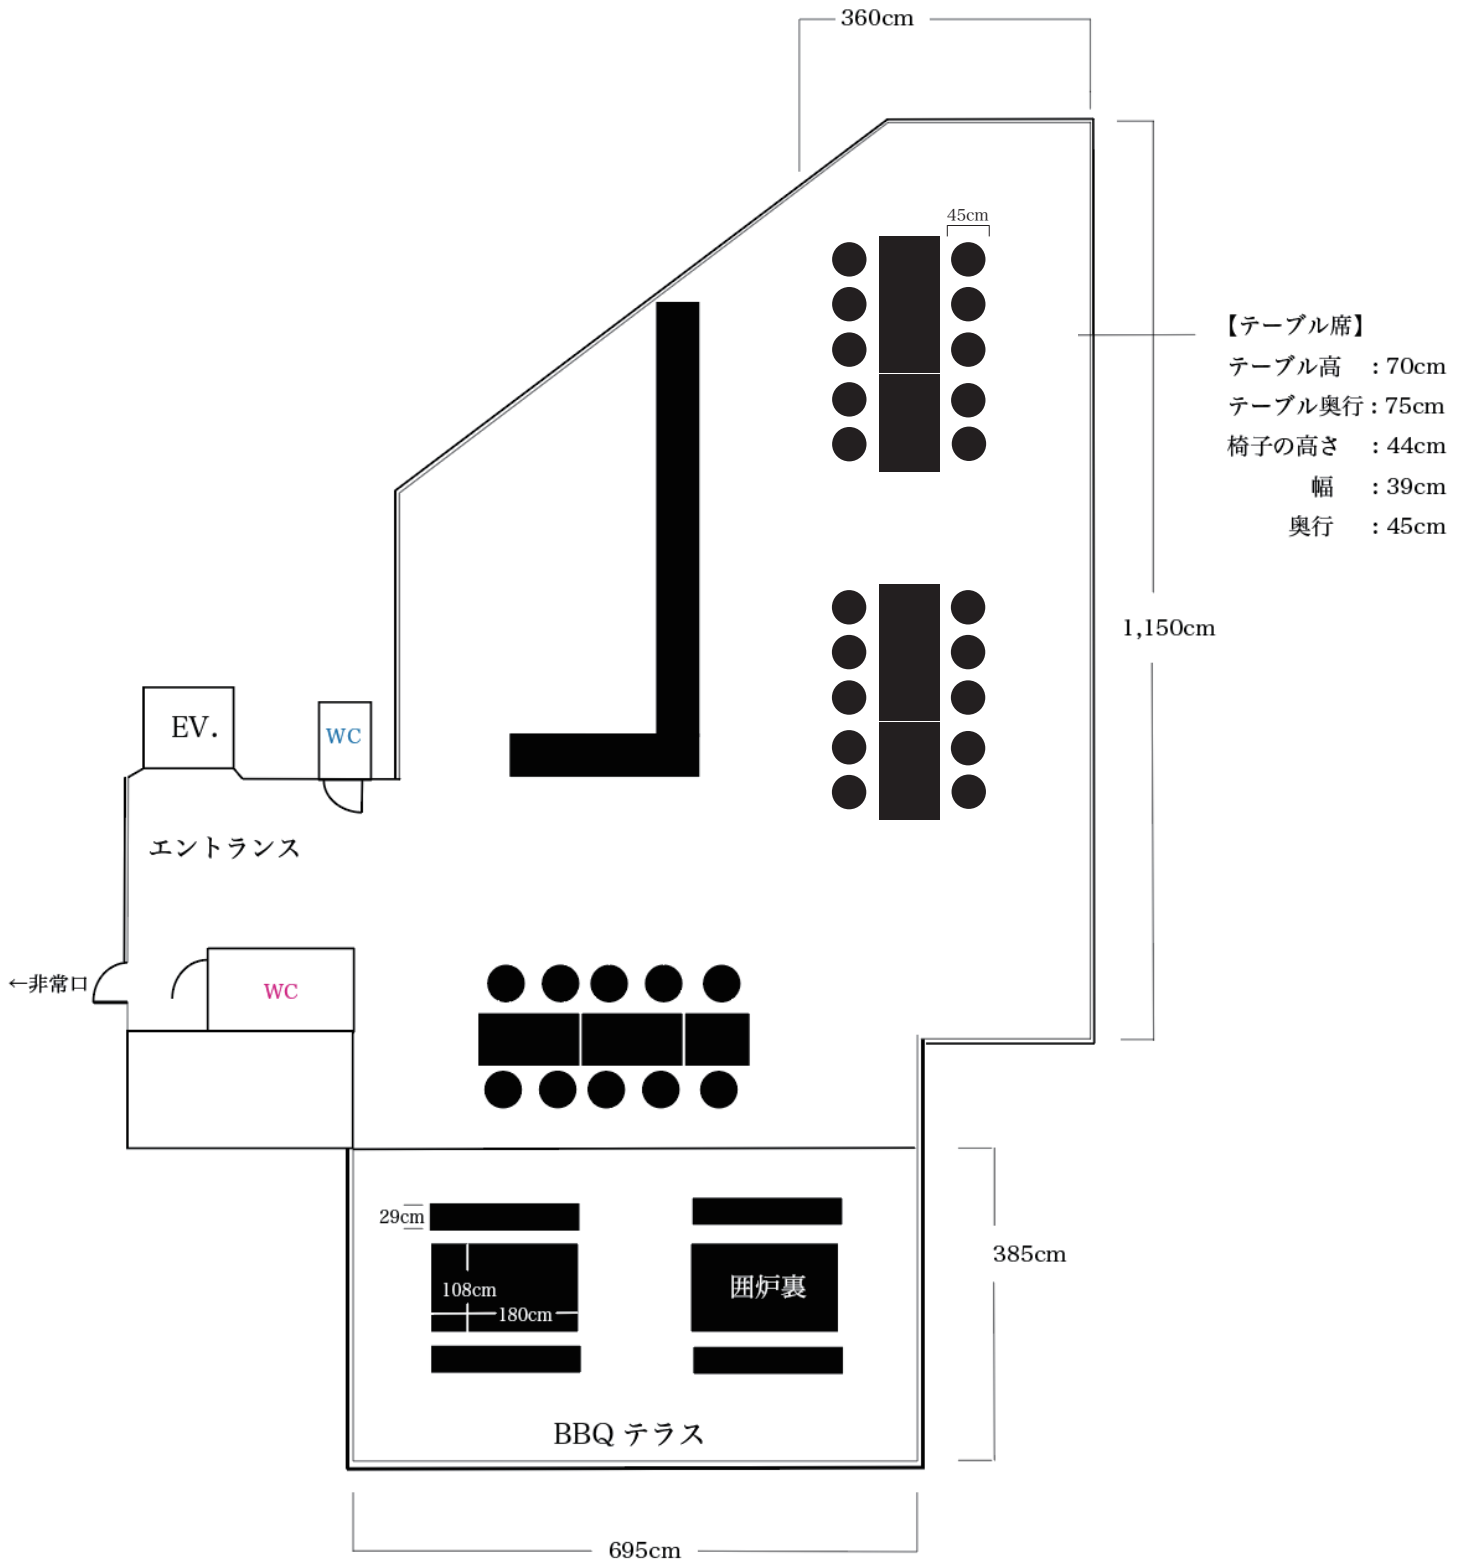 360cm
45cm
【テーブル席】
テーブル高 : 70cm
テーブル奥行 : 75cm
椅子の高さ : 44cm
幅 : 39cm
奥行 : 45cm
1,150cm
EV.
WC
エントランス
←非常口
WC
29cm
108cm
180cm
囲炉裏
385cm
BBQ テラス
695cm